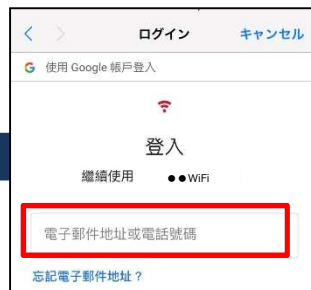 ログイン キャンセル
G 使用 Google 帳戶登入
登入
繼續使用 ●●WiFi
電子郵件地址或電話號碼
忘記電子郵件地址？